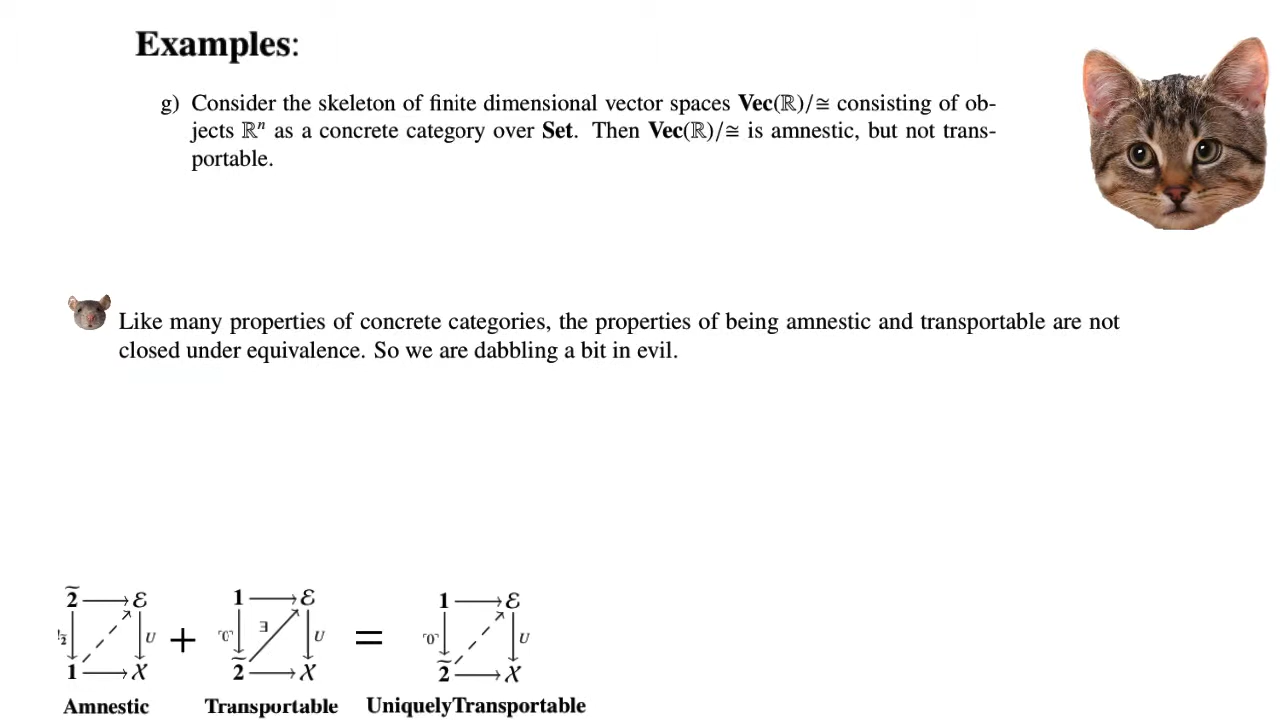 Examples:
g) Consider the skeleton of finite dimensional vector spaces Vec(ℝ)/≅ consisting of ob-
jects ℝⁿ as a concrete category over Set. Then Vec(ℝ)/≅ is amnestic, but not trans-
portable.
Like many properties of concrete categories, the properties of being amnestic and transportable are not
closed under equivalence. So we are dabbling a bit in evil.
2̃ ⟶ ℰ 1 ⟶ ℰ 1 ⟶ ℰ
!2̃ U + ⌜0⌝ ∃ U = ⌜0⌝ U
1 ⟶ 𝒳 2̃ ⟶ 𝒳 2̃ ⟶ 𝒳
Amnestic Transportable UniquelyTransportable